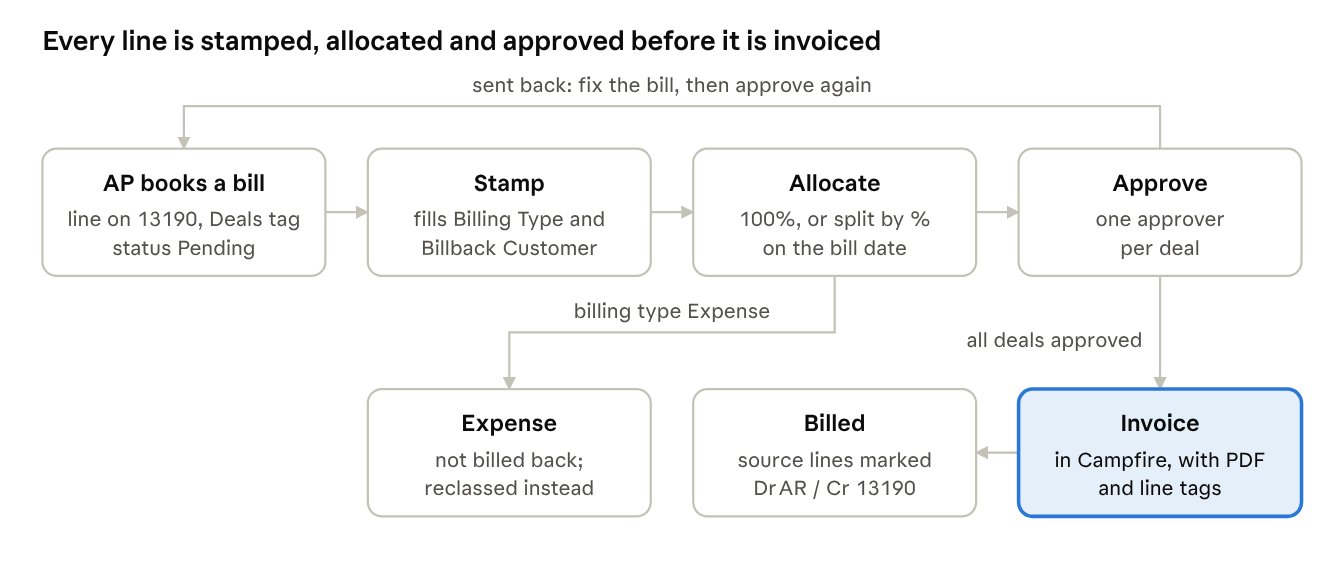 Every line is stamped, allocated and approved before it is invoiced
sent back: fix the bill, then approve again
AP books a bill
line on 13190, Deals tag
status Pending
Stamp
fills Billing Type and
Billback Customer
Allocate
100%, or split by %
on the bill date
Approve
one approver
per deal
billing type Expense
all deals approved
Expense
not billed back;
reclassed instead
Billed
source lines marked
Dr AR / Cr 13190
Invoice
in Campfire, with PDF
and line tags